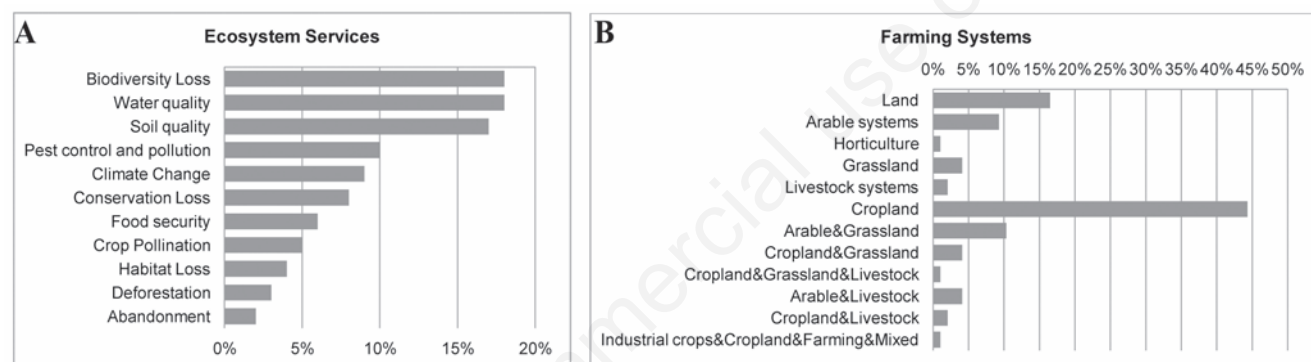 A
Ecosystem Services
Biodiversity Loss
Water quality
Soil quality
Pest control and pollution
Climate Change
Conservation Loss
Food security
Crop Pollination
Habitat Loss
Deforestation
Abandonment
0% 5% 10% 15% 20%
B
Farming Systems
0% 5% 10% 15% 20% 25% 30% 35% 40% 45% 50%
Land
Arable systems
Horticulture
Grassland
Livestock systems
Cropland
Arable&Grassland
Cropland&Grassland
Cropland&Grassland&Livestock
Arable&Livestock
Cropland&Livestock
Industrial crops&Cropland&Farming&Mixed